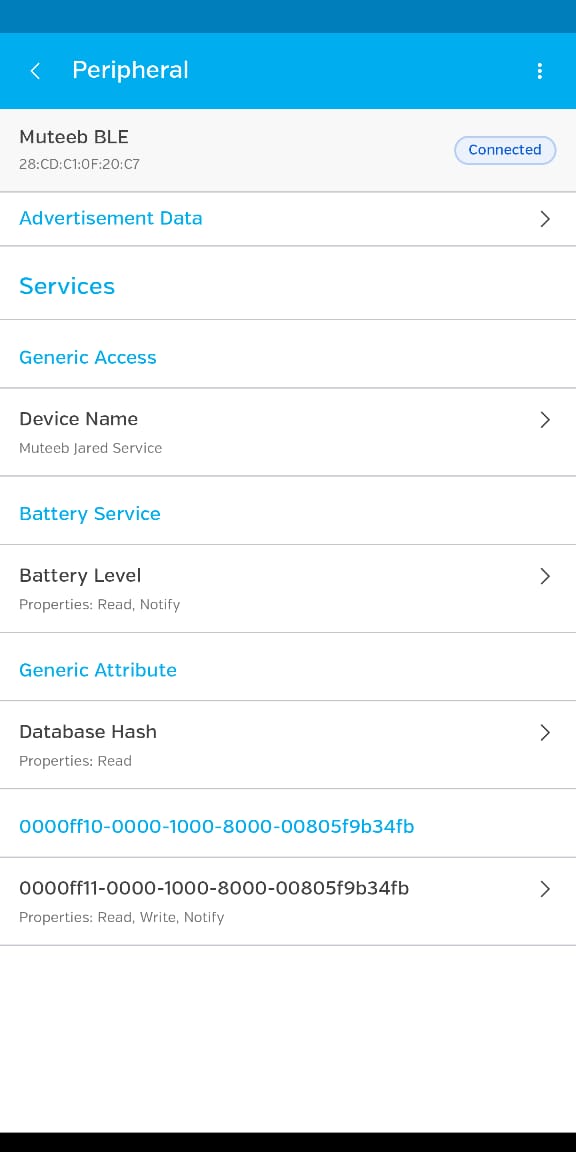 Peripheral
Muteeb BLE
28:CD:C1:0F:20:C7
Connected
Advertisement Data
Services
Generic Access
Device Name
Muteeb Jared Service
Battery Service
Battery Level
Properties: Read, Notify
Generic Attribute
Database Hash
Properties: Read
0000ff10-0000-1000-8000-00805f9b34fb
0000ff11-0000-1000-8000-00805f9b34fb
Properties: Read, Write, Notify